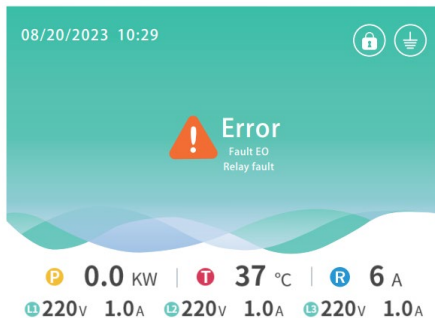 08/20/2023 10:29
Error
Fault EO
Relay fault
P 0.0 KW T 37 °C R 6 A
L1 220V 1.0A L2 220V 1.0A L3 220V 1.0A